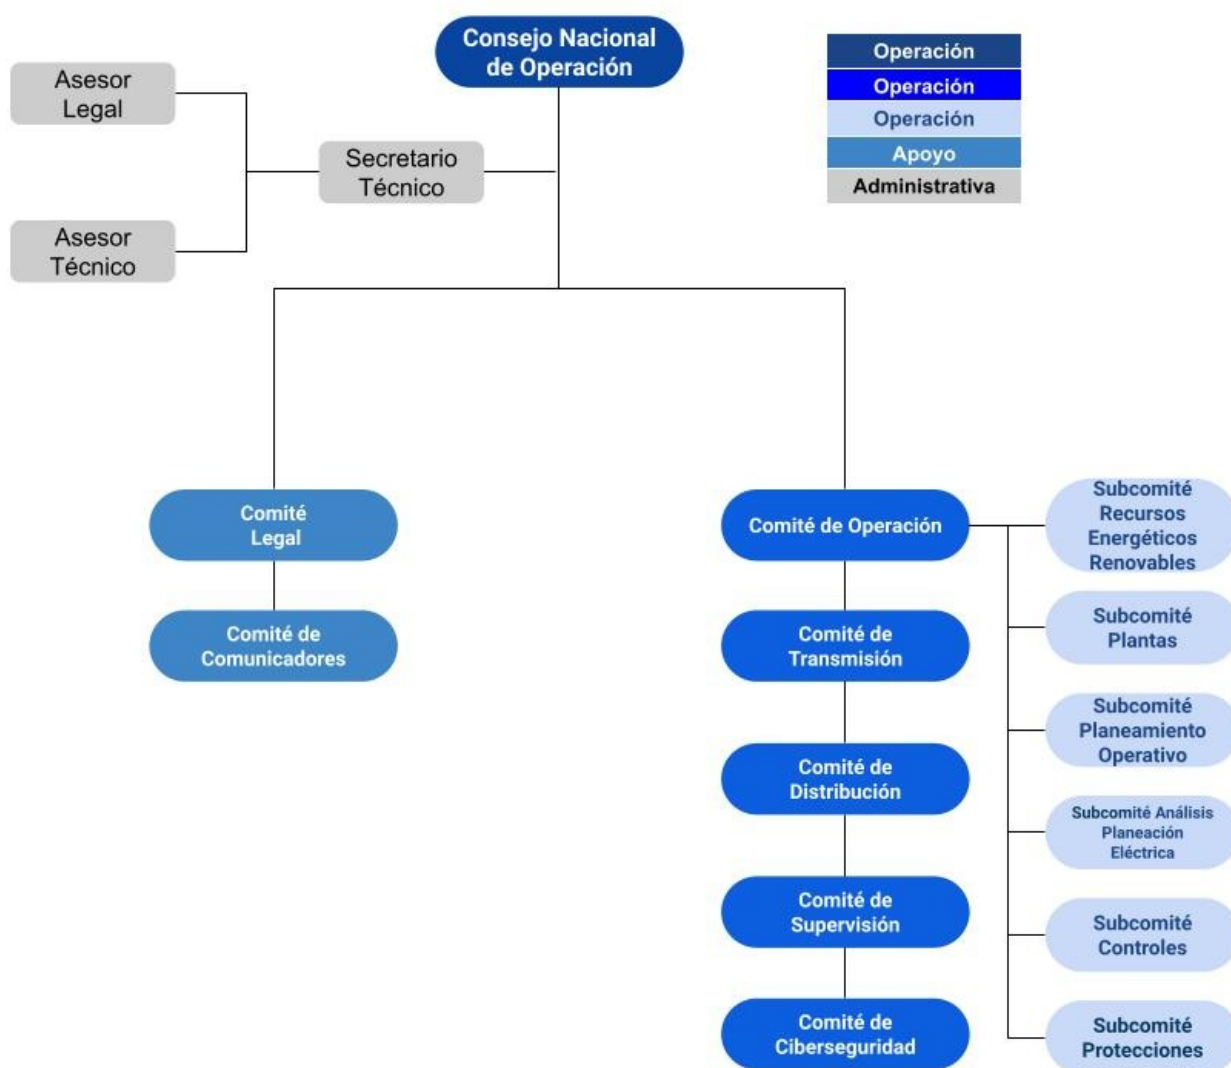 Consejo Nacional
de Operación
Operación
Operación
Operación
Apoyo
Administrativa
Asesor
Legal
Secretario
Técnico
Asesor
Técnico
Comité
Legal
Comité de
Comunicadores
Comité de Operación
Comité de
Transmisión
Comité de
Distribución
Comité de
Supervisión
Comité de
Ciberseguridad
Subcomité
Recursos
Energéticos
Renovables
Subcomité
Plantas
Subcomité
Planeamiento
Operativo
Subcomité Análisis
Planeación
Eléctrica
Subcomité
Controles
Subcomité
Protecciones